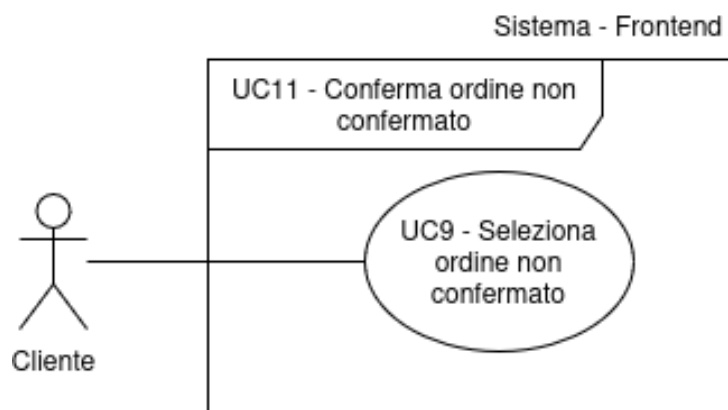 Sistema - Frontend
UC11 - Conferma ordine non
confermato
UC9 - Seleziona
ordine non
confermato
Cliente